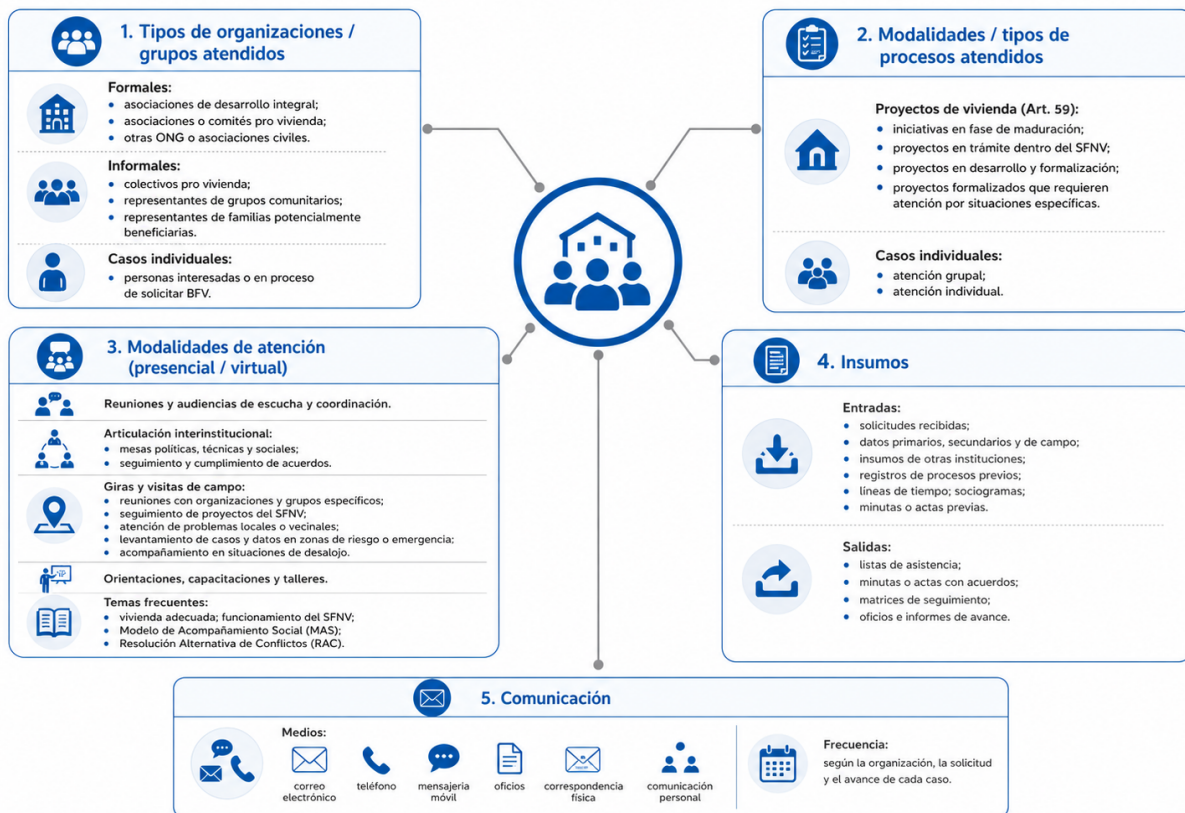 1. Tipos de organizaciones /
grupos atendidos
Formales:
• asociaciones de desarrollo integral;
• asociaciones o comités pro vivienda;
• otras ONG o asociaciones civiles.
Informales:
• colectivos pro vivienda;
• representantes de grupos comunitarios;
• representantes de familias potencialmente
beneficiarias.
Casos individuales:
• personas interesadas o en proceso
de solicitar BFV.
2. Modalidades / tipos de
procesos atendidos
Proyectos de vivienda (Art. 59):
• iniciativas en fase de maduración;
• proyectos en trámite dentro del SFNV;
• proyectos en desarrollo y formalización;
• proyectos formalizados que requieren
atención por situaciones específicas.
Casos individuales:
• atención grupal;
• atención individual.
3. Modalidades de atención
(presencial / virtual)
Reuniones y audiencias de escucha y coordinación.
Articulación interinstitucional:
• mesas políticas, técnicas y sociales;
• seguimiento y cumplimiento de acuerdos.
Giras y visitas de campo:
• reuniones con organizaciones y grupos específicos;
• seguimiento de proyectos del SFNV;
• atención de problemas locales o vecinales;
• levantamiento de casos y datos en zonas de riesgo o emergencia;
• acompañamiento en situaciones de desalojo.
Orientaciones, capacitaciones y talleres.
Temas frecuentes:
• vivienda adecuada; funcionamiento del SFNV;
• Modelo de Acompañamiento Social (MAS);
• Resolución Alternativa de Conflictos (RAC).
4. Insumos
Entradas:
• solicitudes recibidas;
• datos primarios, secundarios y de campo;
• insumos de otras instituciones;
• registros de procesos previos;
• líneas de tiempo; sociogramas;
• minutas o actas previas.
Salidas:
• listas de asistencia;
• minutas o actas con acuerdos;
• matrices de seguimiento;
• oficios e informes de avance.
5. Comunicación
Medios:
correo
electrónico
teléfono
mensajeria
móvil
oficios
correspondencia
física
comunicación
personal
Frecuencia:
según la organización, la solicitud
y el avance de cada caso.